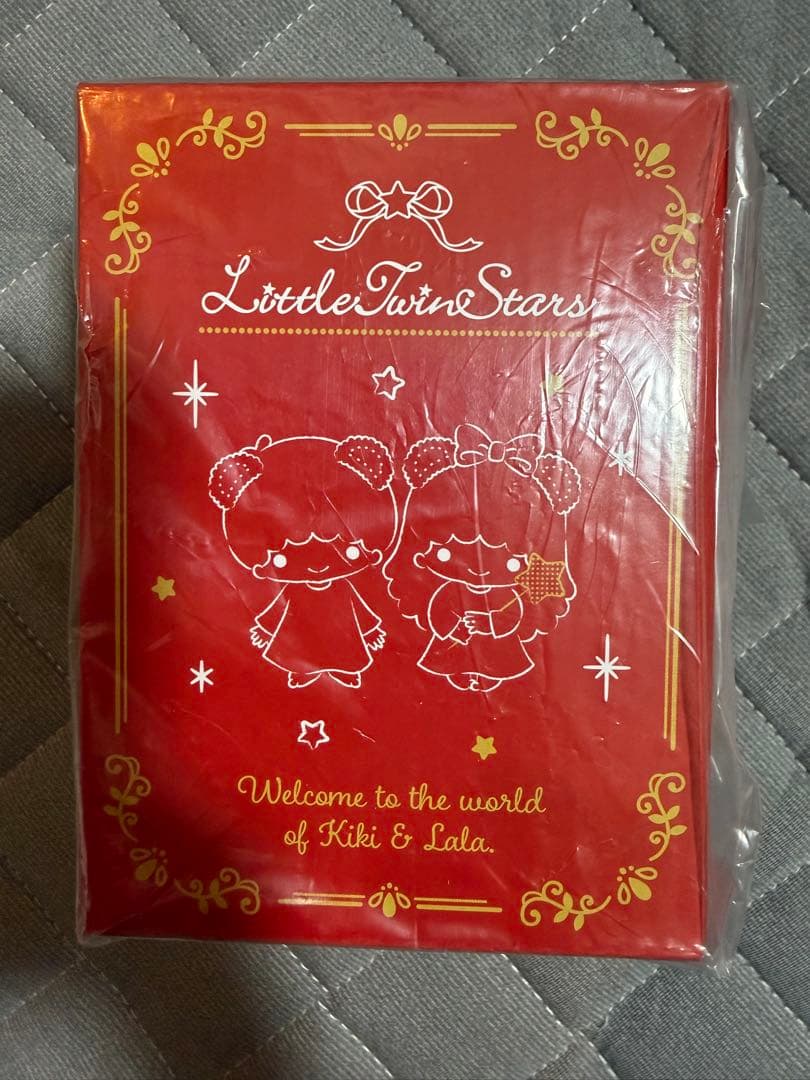 LittleTwinStars
Welcome to the world
of Kiki & Lala.